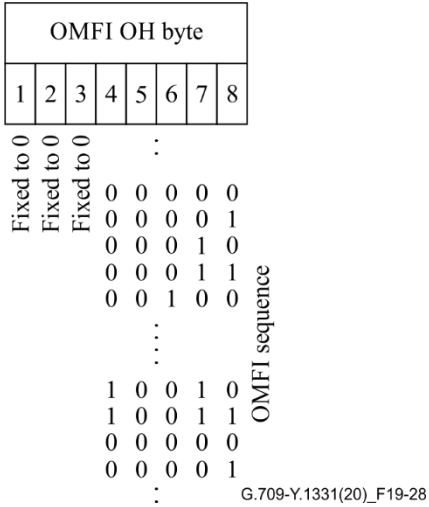 OMFI OH byte
1 2 3 4 5 6 7 8
Fixed to 0
Fixed to 0
Fixed to 0
0 0 0 0 0
0 0 0 0 1
0 0 0 1 0
0 0 0 1 1
0 0 1 0 0
1 0 0 1 0
1 0 0 1 1
0 0 0 0 0
0 0 0 0 1
OMFI sequence
G.709-Y.1331(20)_F19-28